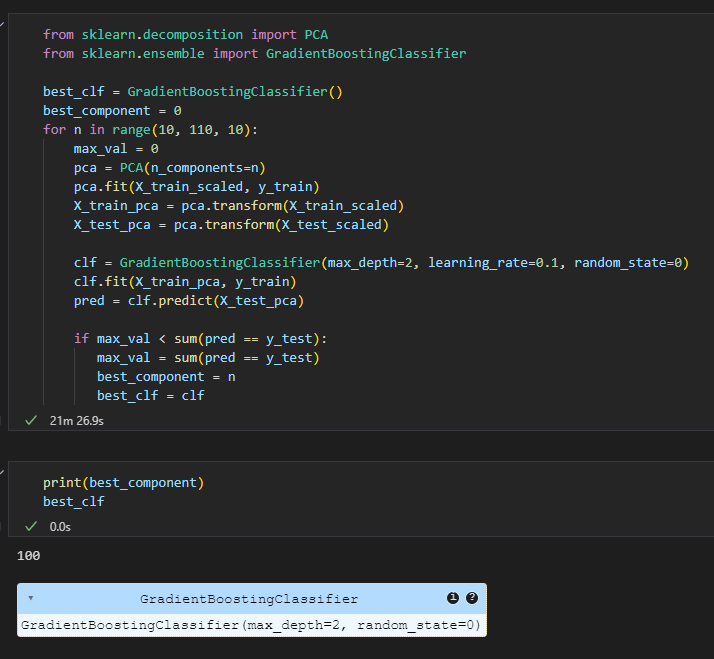 from sklearn.decomposition import PCA
from sklearn.ensemble import GradientBoostingClassifier

best_clf = GradientBoostingClassifier()
best_component = 0
for n in range(10, 110, 10):
    max_val = 0
    pca = PCA(n_components=n)
    pca.fit(X_train_scaled, y_train)
    X_train_pca = pca.transform(X_train_scaled)
    X_test_pca = pca.transform(X_test_scaled)

    clf = GradientBoostingClassifier(max_depth=2, learning_rate=0.1, random_state=0)
    clf.fit(X_train_pca, y_train)
    pred = clf.predict(X_test_pca)

    if max_val < sum(pred == y_test):
       max_val = sum(pred == y_test)
       best_component = n
       best_clf = clf
21m 26.9s
print(best_component)
best_clf
0.0s
100
GradientBoostingClassifier i ?
GradientBoostingClassifier(max_depth=2, random_state=0)